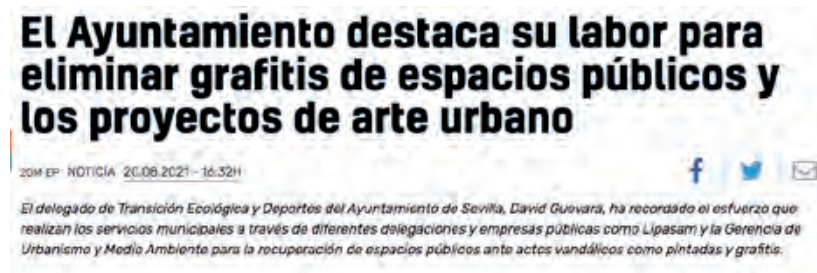 El Ayuntamiento destaca su labor para
eliminar grafitis de espacios públicos y
los proyectos de arte urbano
20M EP NOTICIA 20.08.2021 - 16:32H
El delegado de Transición Ecológica y Deportes del Ayuntamiento de Sevilla, David Guevara, ha recordado el esfuerzo que
realizan los servicios municipales a través de diferentes delegaciones y empresas públicas como Lipasam y la Gerencia de
Urbanismo y Medio Ambiente para la recuperación de espacios públicos ante actos vandálicos como pintadas y grafitis.